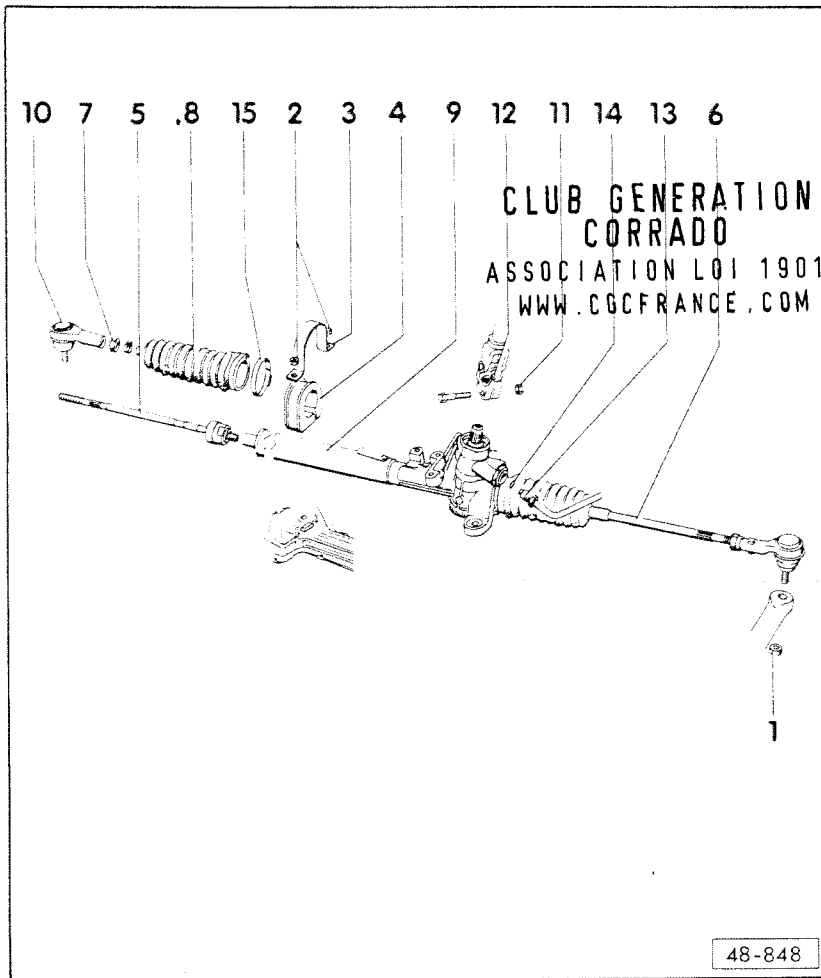 10 7 5 .8 15 2 3 4 9 12 11 14 13 6
CLUB GENERATION
CORRADO
ASSOCIATION LOI 1901
WWW.CGCFRANCE.COM
1
48-848